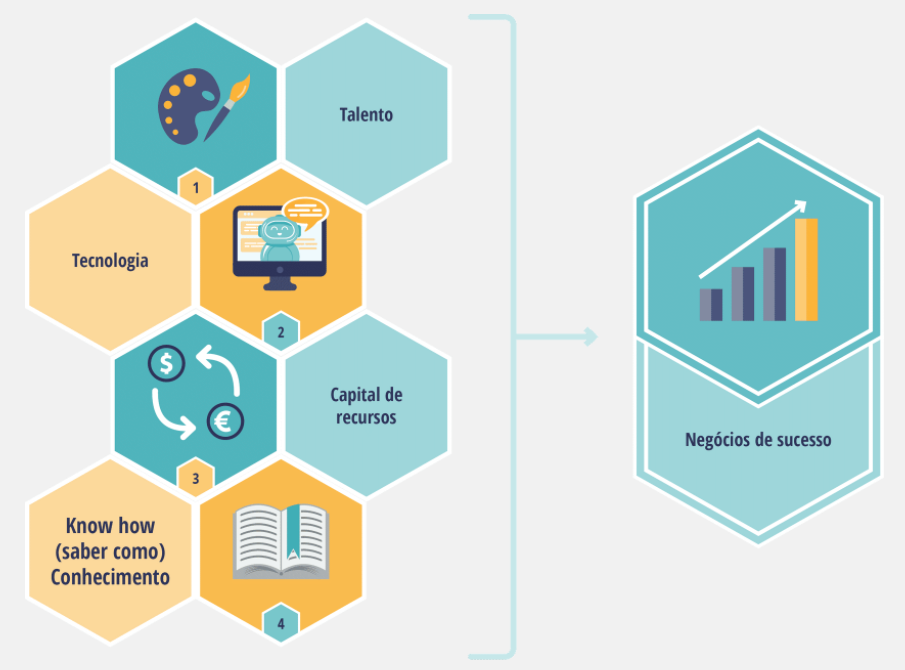 Talento
1
Tecnologia
2
$
€
Capital de
recursos
3
Know how
(saber como)
Conhecimento
4
Negócios de sucesso